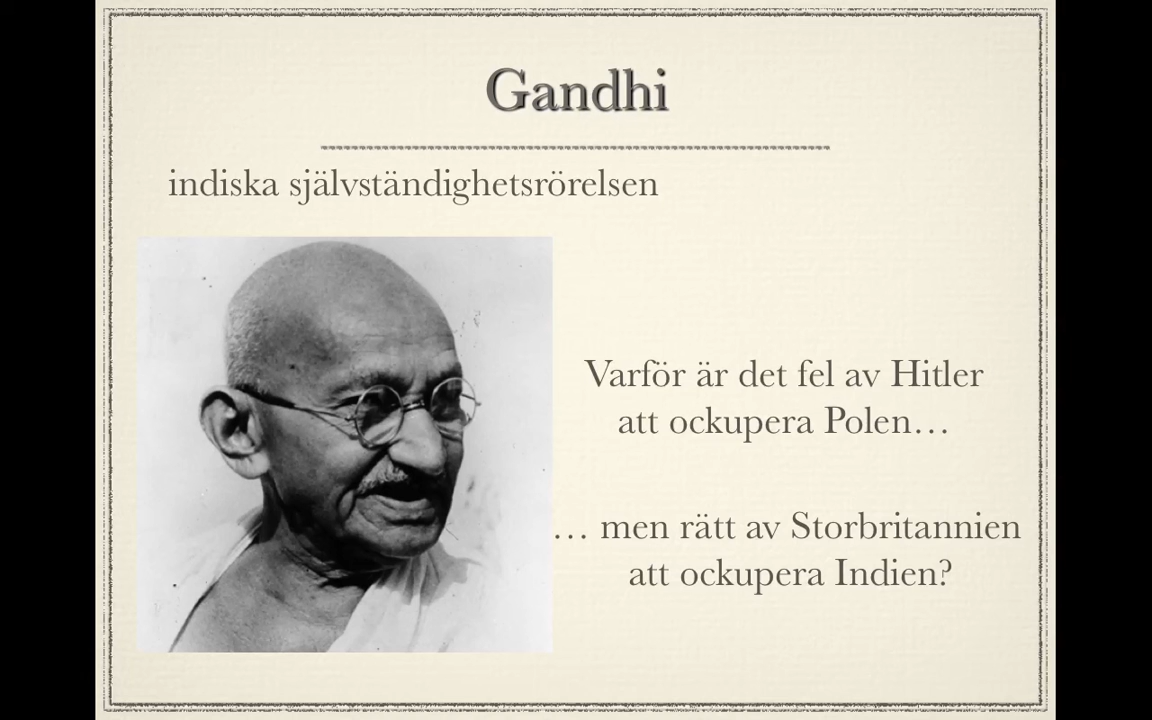 Gandhi
indiska självständighetsrörelsen
Varför är det fel av Hitler
att ockupera Polen…
… men rätt av Storbritannien
att ockupera Indien?